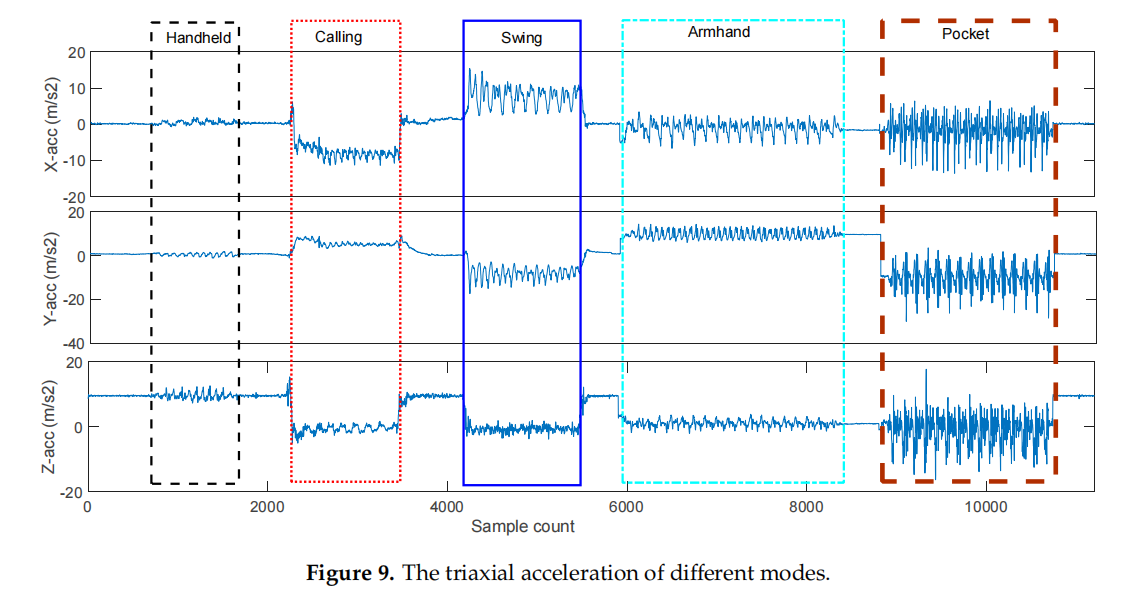 Handheld Calling Swing Armhand Pocket
20
10
0
-10
-20
X-acc (m/s2)
20
0
-20
-40
Y-acc (m/s2)
20
0
-20
Z-acc (m/s2)
0 2000 4000 6000 8000 10000
Sample count
Figure 9. The triaxial acceleration of different modes.